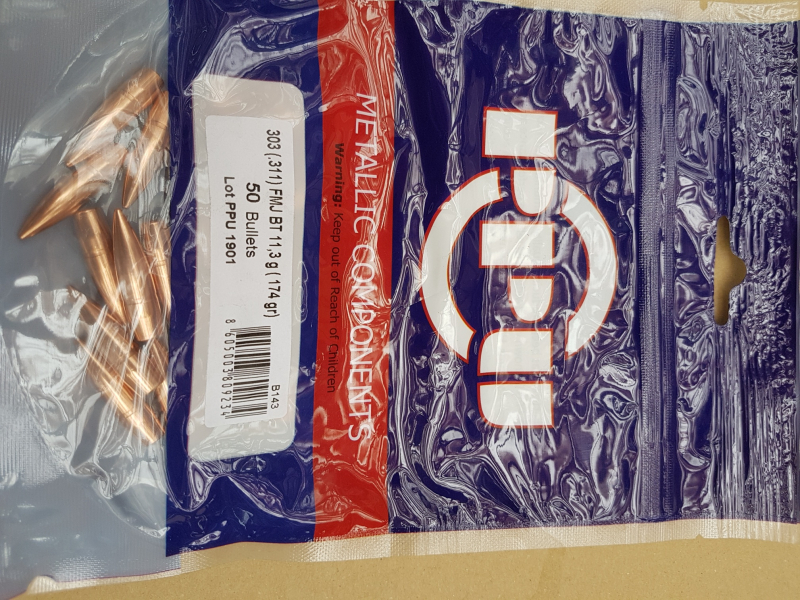 PPU
METALLIC COMPONENTS
Warning: Keep out of Reach of Children
303 (.311) FMJ BT 11,3 g (174 gr)
50 Bullets
Lot PPU 1901
B143
8 605003 809234